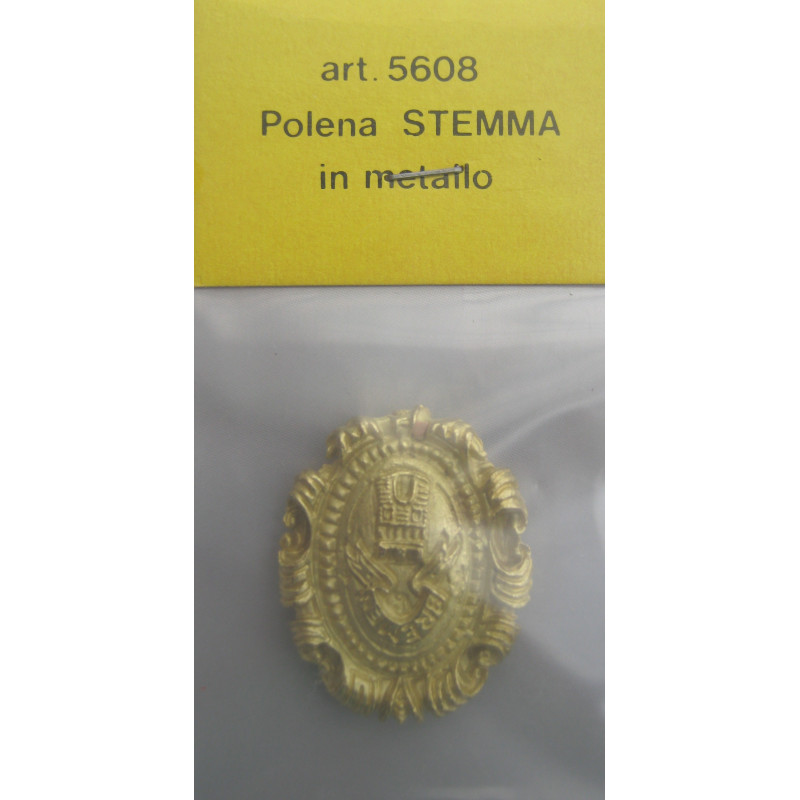 art. 5608
Polena STEMMA
in metallo